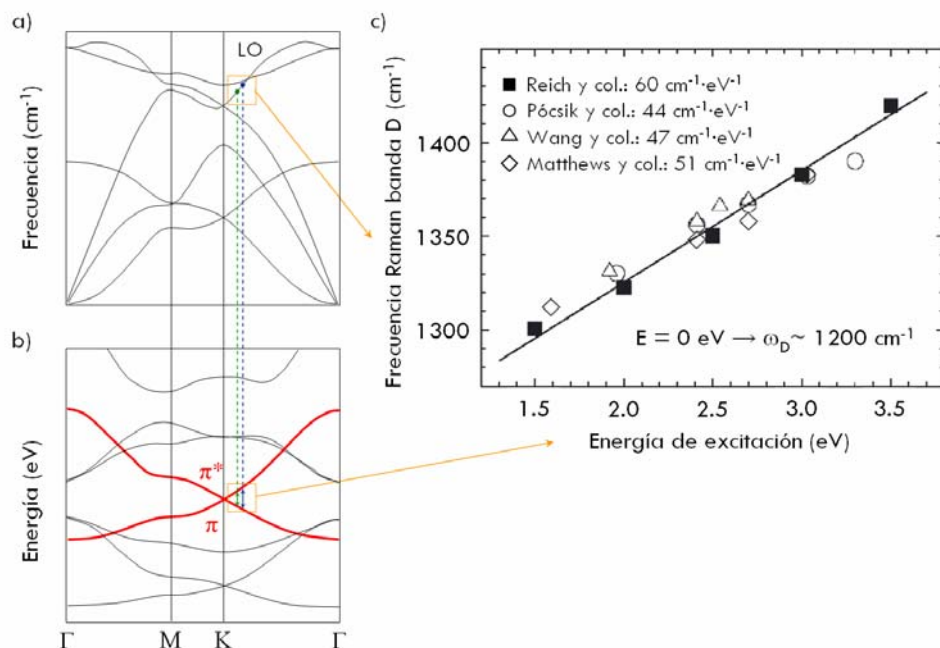 a)
Frecuencia (cm⁻¹)
LO
b)
Energía (eV)
π*
π
Γ
M
K
Γ
c)
Frecuencia Raman banda D (cm⁻¹)
1400
1350
1300
Reich y col.: 60 cm⁻¹·eV⁻¹
Pócsik y col.: 44 cm⁻¹·eV⁻¹
Wang y col.: 47 cm⁻¹·eV⁻¹
Matthews y col.: 51 cm⁻¹·eV⁻¹
E = 0 eV → ω_D ~ 1200 cm⁻¹
1.5
2.0
2.5
3.0
3.5
Energía de excitación (eV)